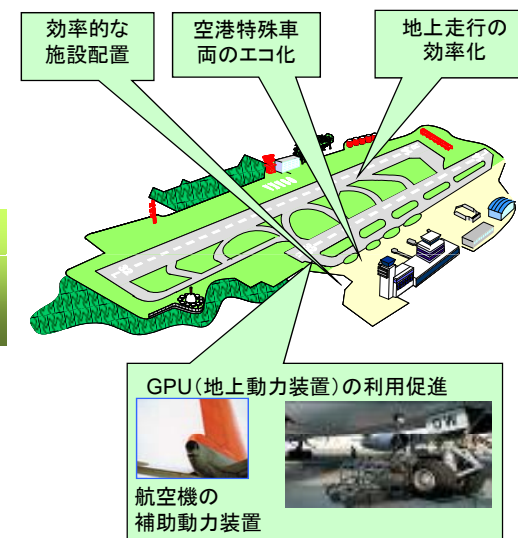 効率的な
施設配置
空港特殊車
両のエコ化
地上走行の
効率化
GPU(地上動力装置)の利用促進
航空機の
補助動力装置